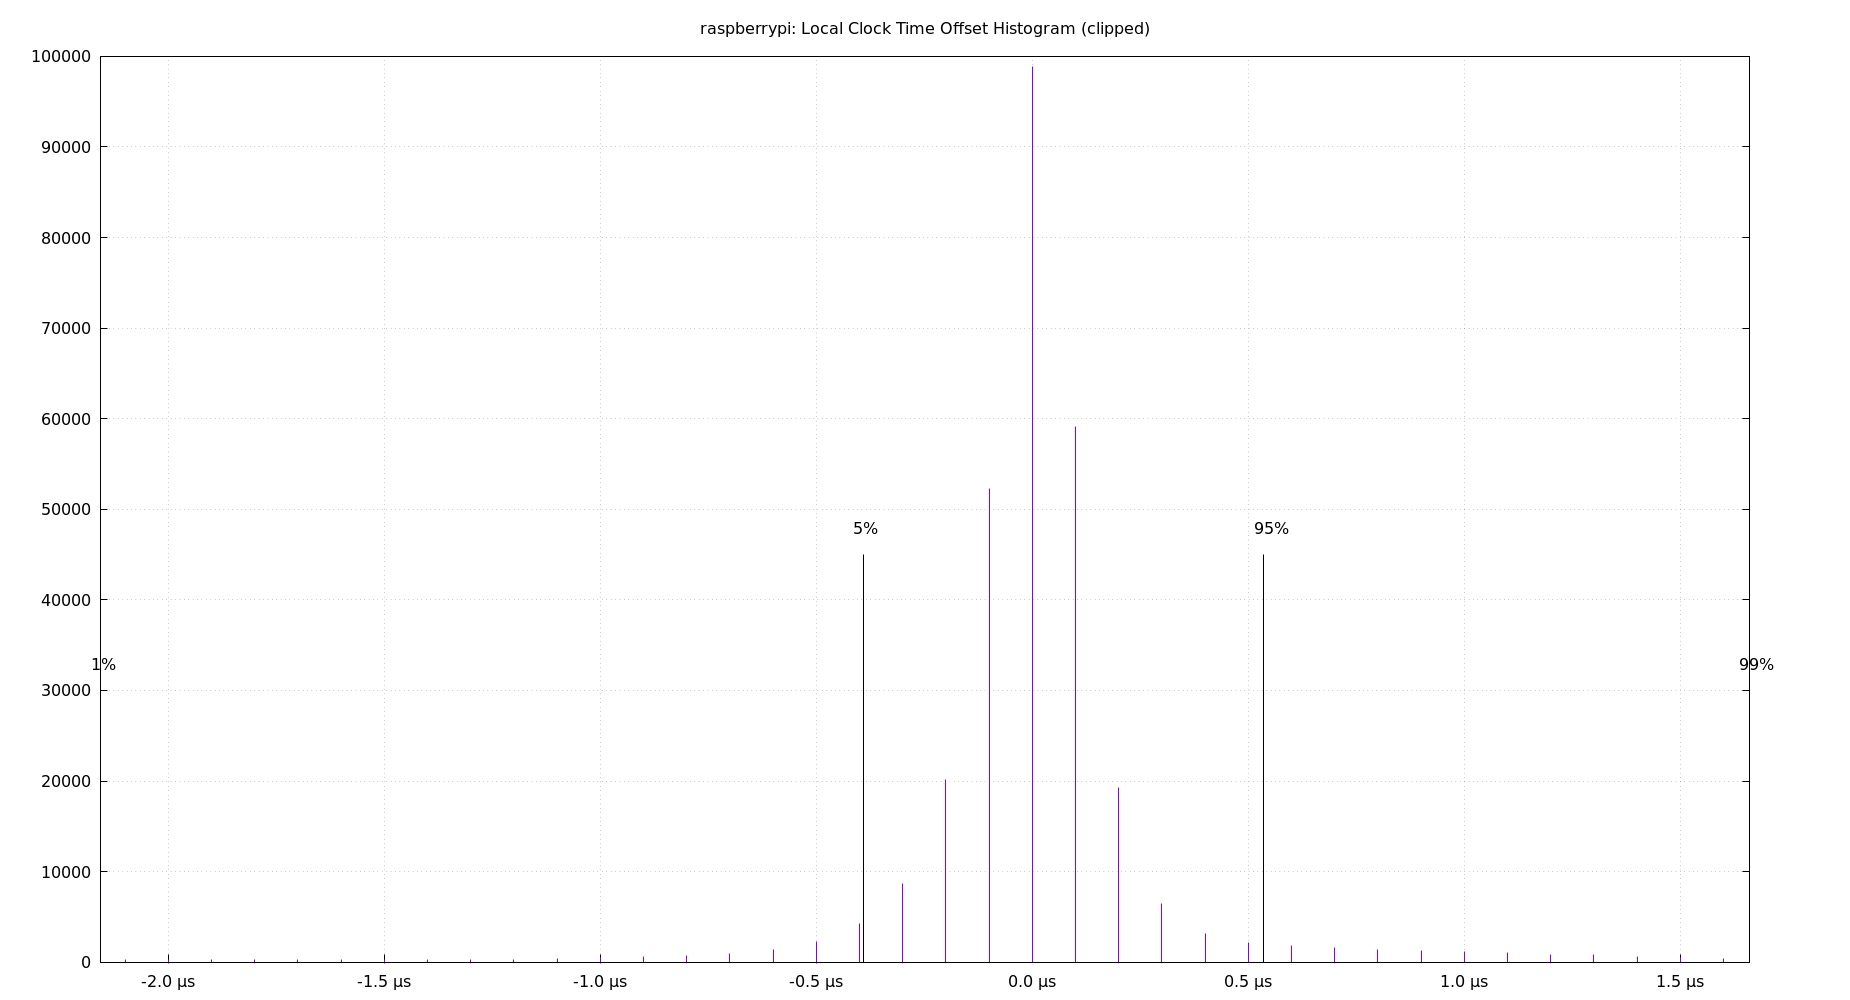 raspberrypi: Local Clock Time Offset Histogram (clipped)
100000
90000
80000
70000
60000
50000
5%
95%
40000
1%
99%
30000
20000
10000
0
-2.0 µs
-1.5 µs
-1.0 µs
-0.5 µs
0.0 µs
0.5 µs
1.0 µs
1.5 µs